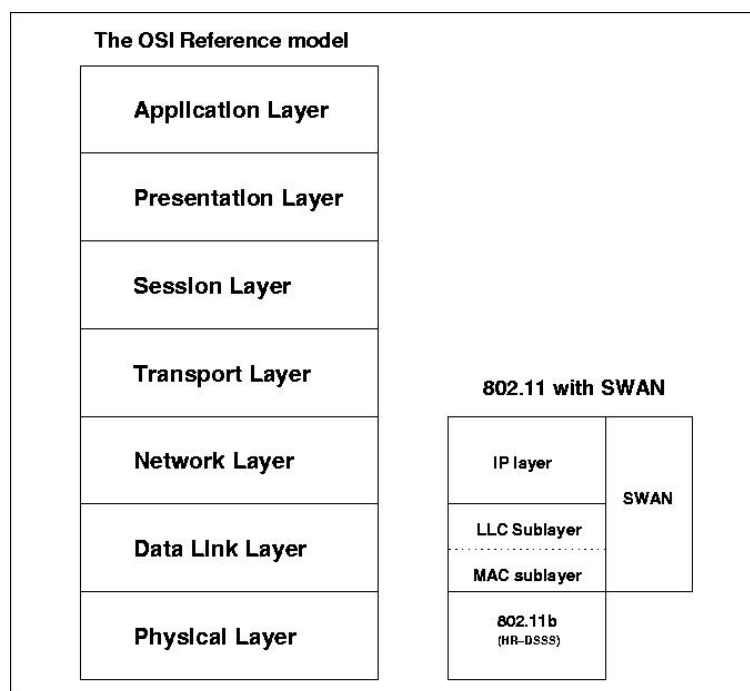 The OSI Reference model
Application Layer
Presentation Layer
Session Layer
Transport Layer
Network Layer
Data Link Layer
Physical Layer
802.11 with SWAN
IP layer
SWAN
LLC Sublayer
MAC sublayer
802.11b
(HR-DSSS)